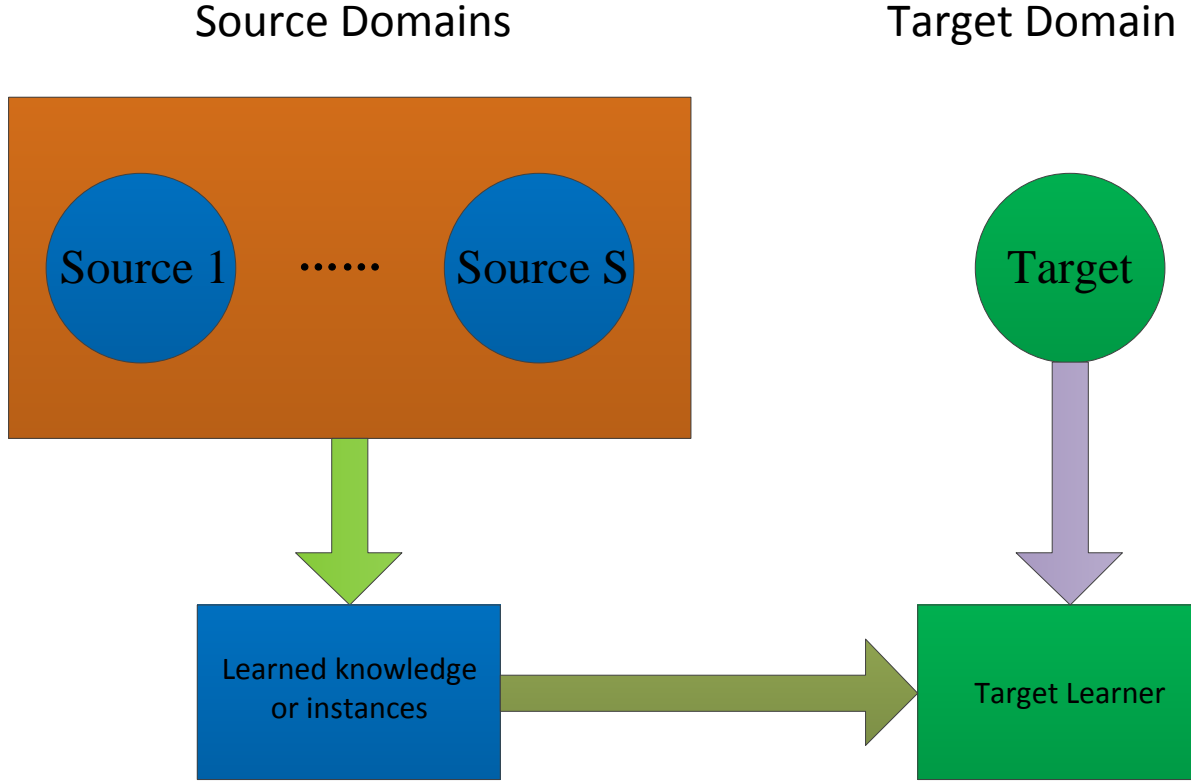 Source Domains
Target Domain
Source 1
......
Source S
Target
Learned knowledge
or instances
Target Learner